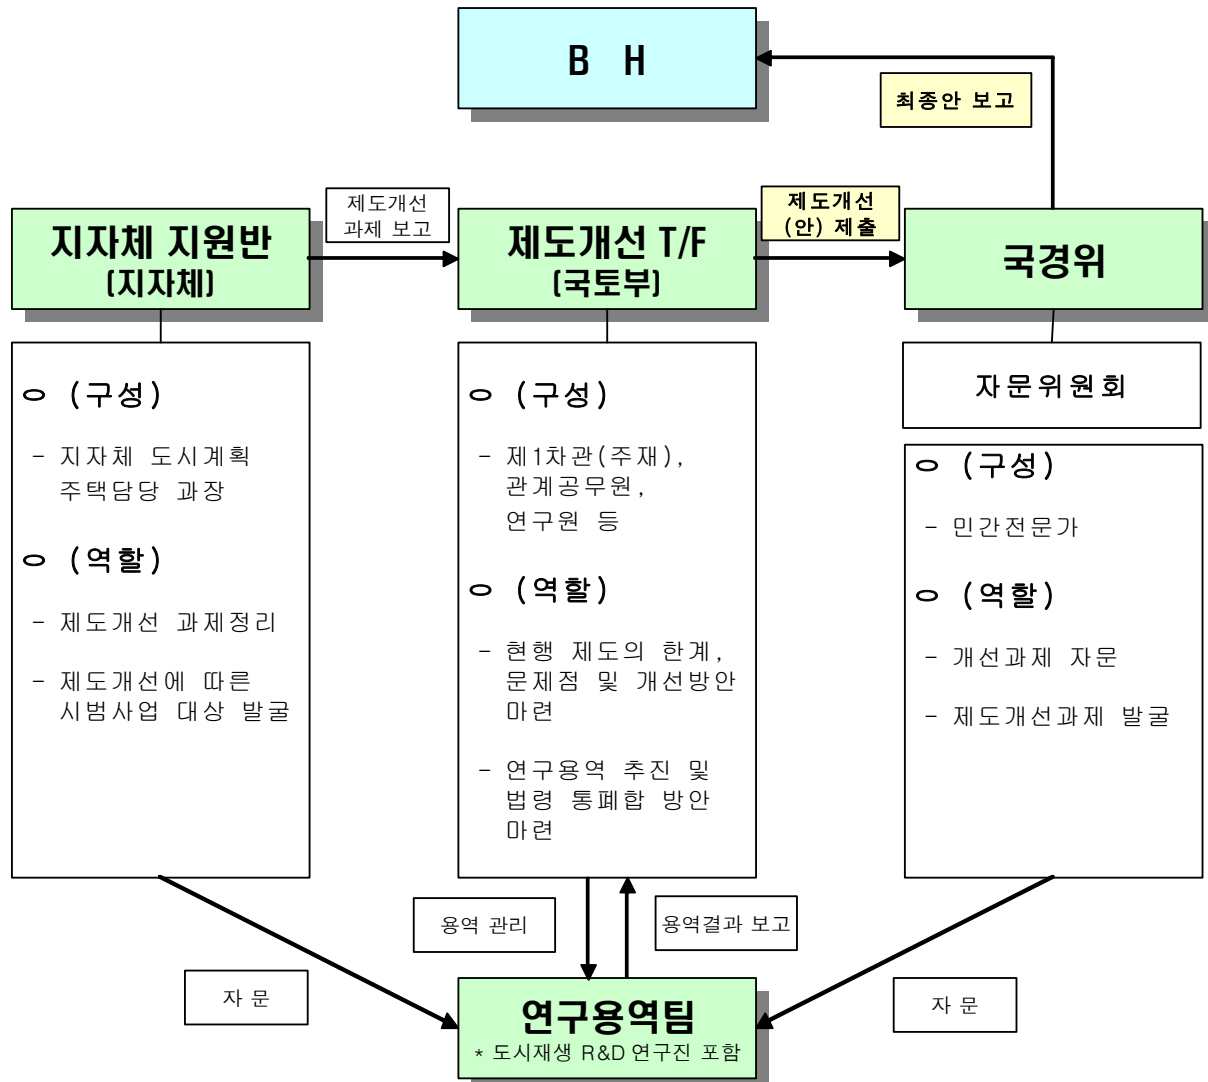 B H
최종안 보고
제도개선
과제 보고
제도개선
(안) 제출
지자체 지원반
(지자체)
제도개선 T/F
(국토부)
국경위
자문위원회
ㅇ (구성)
- 지자체 도시계획
주택담당 과장
ㅇ (역할)
- 제도개선 과제정리
- 제도개선에 따른
시범사업 대상 발굴
ㅇ (구성)
- 제1차관(주재),
관계공무원,
연구원 등
ㅇ (역할)
- 현행 제도의 한계,
문제점 및 개선방안
마련
- 연구용역 추진 및
법령 통폐합 방안
마련
ㅇ (구성)
- 민간전문가
ㅇ (역할)
- 개선과제 자문
- 제도개선과제 발굴
용역 관리
용역결과 보고
자 문
자 문
연구용역팀
* 도시재생 R&D 연구진 포함